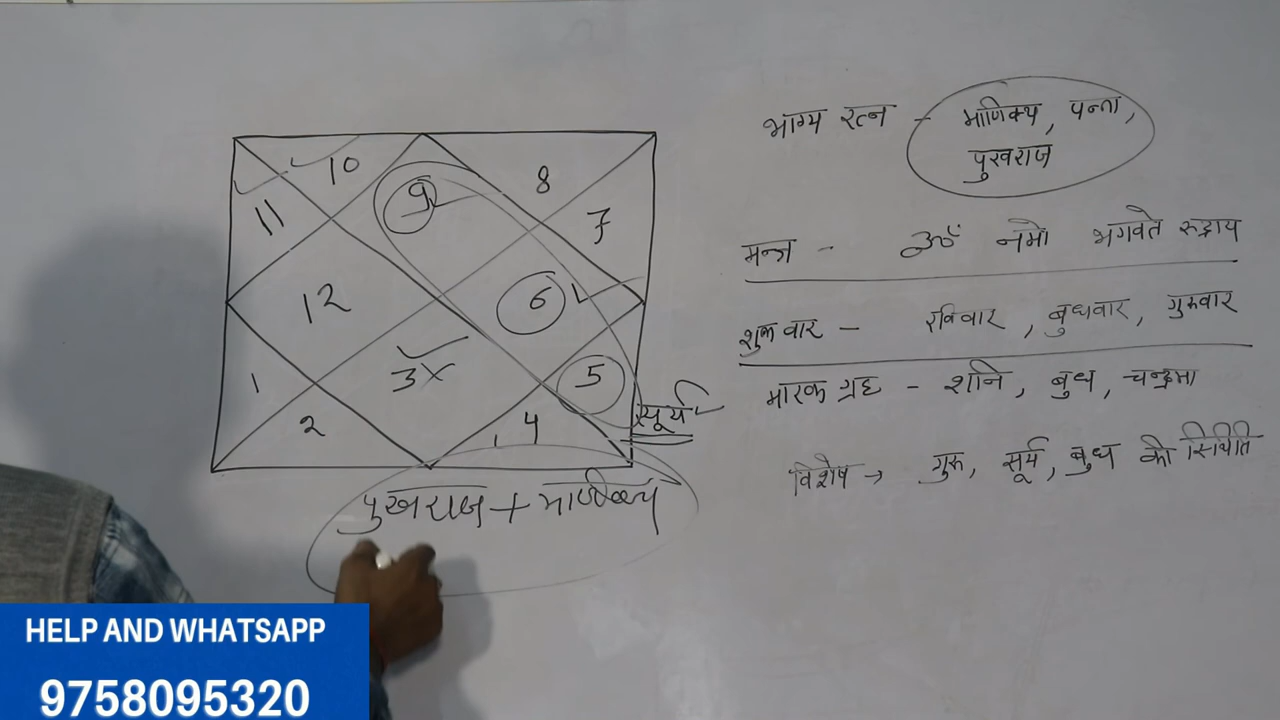 10
9
8
11
7
12
6
3x
5
1
2
4
सूर्य
पुखराज + माणिक्य
भाग्य रत्न - माणिक्य, पन्ना,
पुखराज
मन्त्र - ॐ नमो भगवते रुद्राय
शुभ वार - रविवार, बुधवार, गुरुवार
मारक ग्रह - शनि, बुध, चन्द्रमा
विशेष → गुरु, सूर्य, बुध की स्थिति
HELP AND WHATSAPP
9758095320